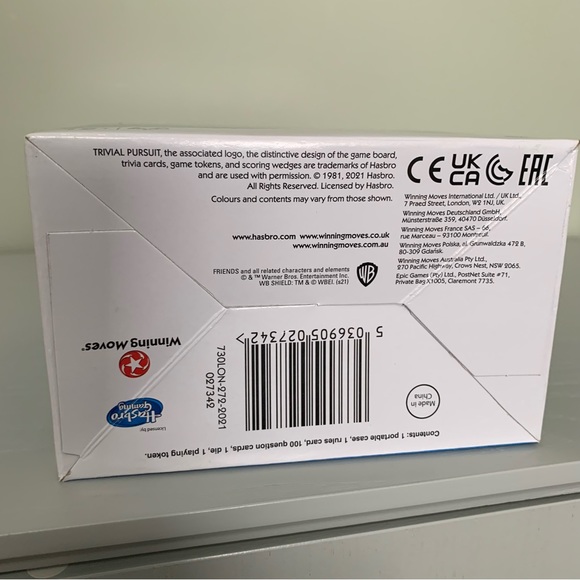 TRIVIAL PURSUIT, the associated logo, the distinctive design of the game board,
trivia cards, game tokens, and scoring wedges are trademarks of Hasbro
and are used with permission. © 1981, 2021 Hasbro.
All Rights Reserved. Licensed by Hasbro.
Colours and contents may vary from those shown.
www.hasbro.com www.winningmoves.co.uk
www.winningmoves.com.au
FRIENDS and all related characters and elements
© & ™ Warner Bros. Entertainment Inc.
WB SHIELD: ™ & © WBEI. (s21)
WB
CE UK CA EAC
Winning Moves International Ltd. / UK Ltd.,
7 Praed Street, London, W2 1NJ, UK.
Winning Moves Deutschland GmbH,
Münsterstraße 359, 40470 Düsseldorf.
Winning Moves France SAS – 66,
rue Marceau – 93100 Montreuil.
Winning Moves Polska, al. Grunwaldzka 472 B,
80-309 Gdańsk.
Winning Moves Australia Pty Ltd.,
270 Pacific Highway, Crows Nest, NSW 2065.
Epic Games (Pty) Ltd., PostNet Suite #71,
Private Bag X1005, Claremont 7735.
Contents: 1 portable case, 1 rules card, 100 question cards, 1 die, 1 playing token.
Made in
China
5 036905 027342 >
730LON-272-2021
027342
Licensed by
Hasbro
Gaming
Winning Moves®